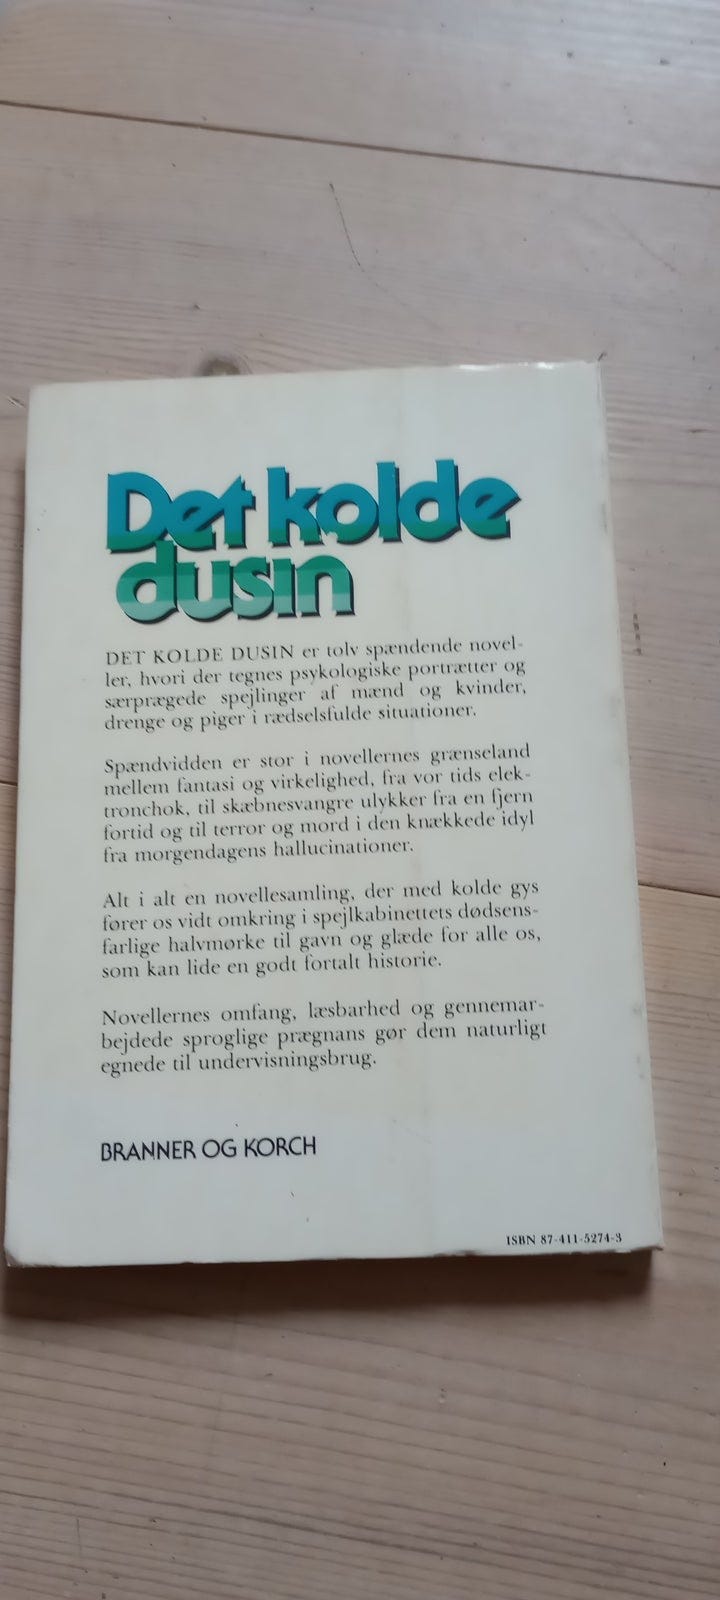 Det kolde
dusin
DET KOLDE DUSIN er tolv spændende novel-
ler, hvori der tegnes psykologiske portrætter og
særprægede spejlinger af mænd og kvinder,
drenge og piger i rædselsfulde situationer.
Spændvidden er stor i novellernes grænseland
mellem fantasi og virkelighed, fra vor tids elek-
tronchok, til skæbnesvangre ulykker fra en fjern
fortid og til terror og mord i den knækkede idyl
fra morgendagens hallucinationer.
Alt i alt en novellesamling, der med kolde gys
fører os vidt omkring i spejlkabinettets dødsens-
farlige halvmørke til gavn og glæde for alle os,
som kan lide en godt fortalt historie.
Novellernes omfang, læsbarhed og gennemar-
bejdede sproglige prægnans gør dem naturligt
egnede til undervisningsbrug.
BRANNER OG KORCH
ISBN 87-411-5274-3